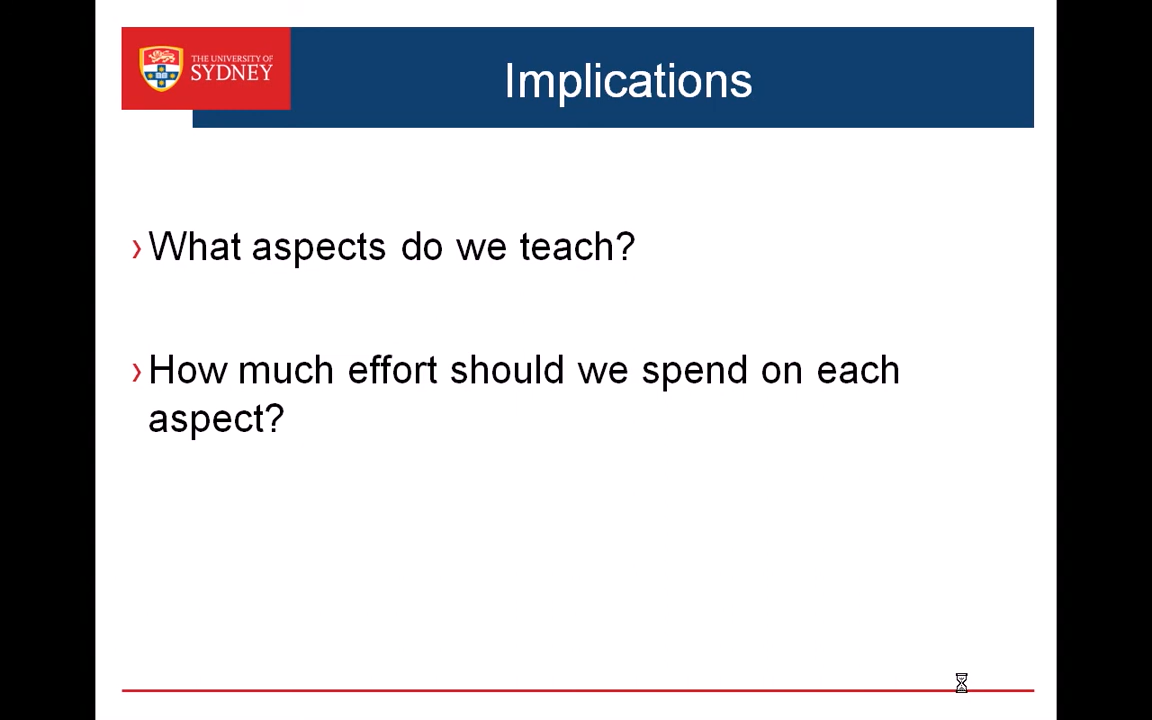 THE UNIVERSITY OF
SYDNEY
Implications
›What aspects do we teach?
›How much effort should we spend on each
aspect?